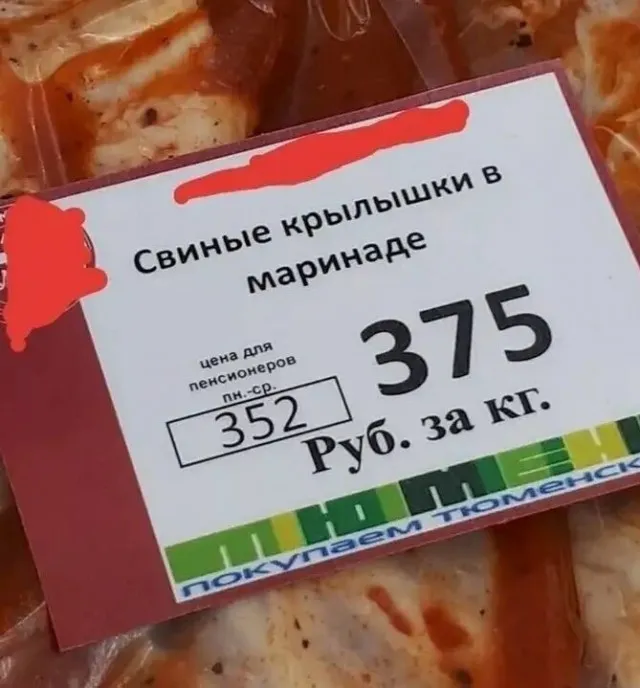 Свиные крылышки в
маринаде
цена для
пенсионеров
пн.-ср.
352
375
Руб. за кг.
покупаем тюменск